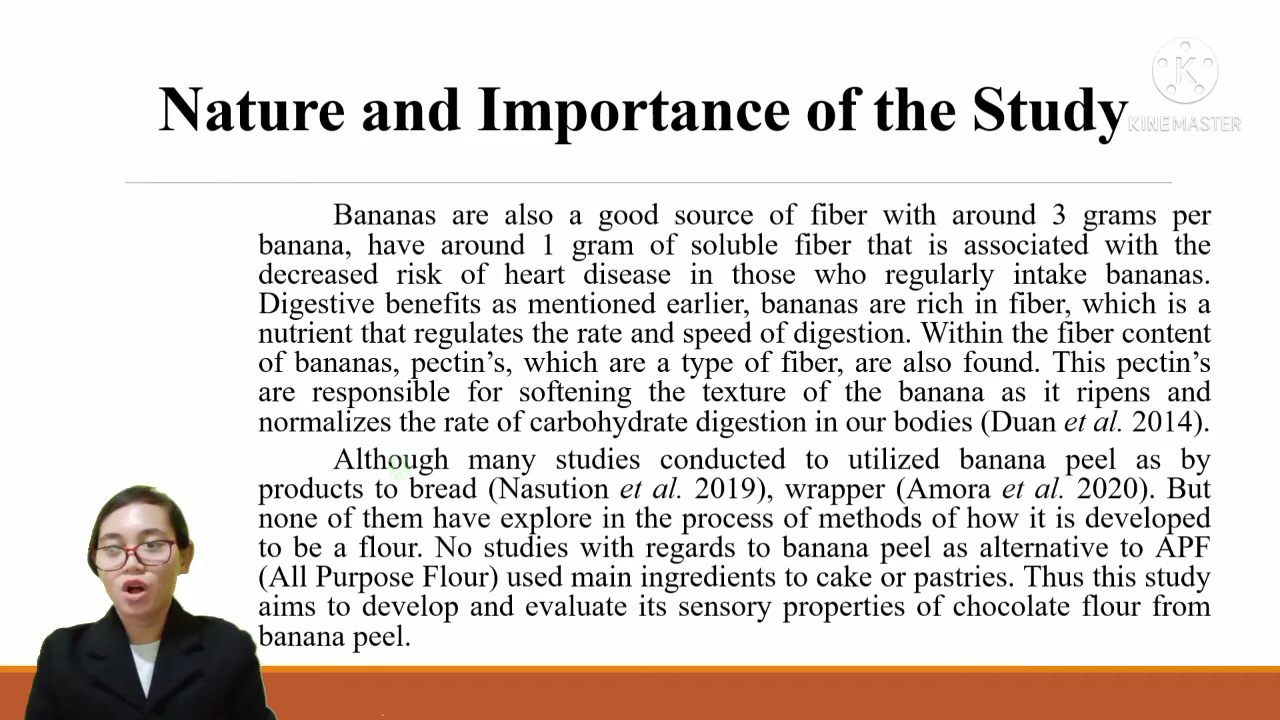 Nature and Importance of the Study
K
KINEMASTER
Bananas are also a good source of fiber with around 3 grams per
banana, have around 1 gram of soluble fiber that is associated with the
decreased risk of heart disease in those who regularly intake bananas.
Digestive benefits as mentioned earlier, bananas are rich in fiber, which is a
nutrient that regulates the rate and speed of digestion. Within the fiber content
of bananas, pectin’s, which are a type of fiber, are also found. This pectin’s
are responsible for softening the texture of the banana as it ripens and
normalizes the rate of carbohydrate digestion in our bodies (Duan et al. 2014).
Although many studies conducted to utilized banana peel as by
products to bread (Nasution et al. 2019), wrapper (Amora et al. 2020). But
none of them have explore in the process of methods of how it is developed
to be a flour. No studies with regards to banana peel as alternative to APF
(All Purpose Flour) used main ingredients to cake or pastries. Thus this study
aims to develop and evaluate its sensory properties of chocolate flour from
banana peel.